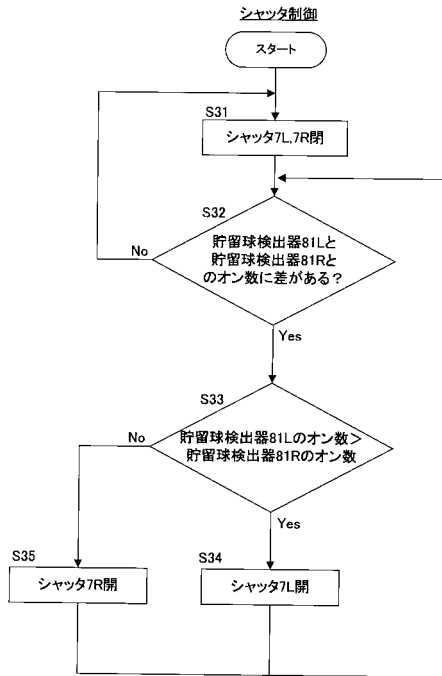 シャッタ制御
スタート
S31
シャッタ7L,7R閉
S32
貯留球検出器81Lと
貯留球検出器81Rと
のオン数に差がある?
No
Yes
S33
貯留球検出器81Lのオン数>
貯留球検出器81Rのオン数
No
Yes
S35
シャッタ7R開
S34
シャッタ7L開